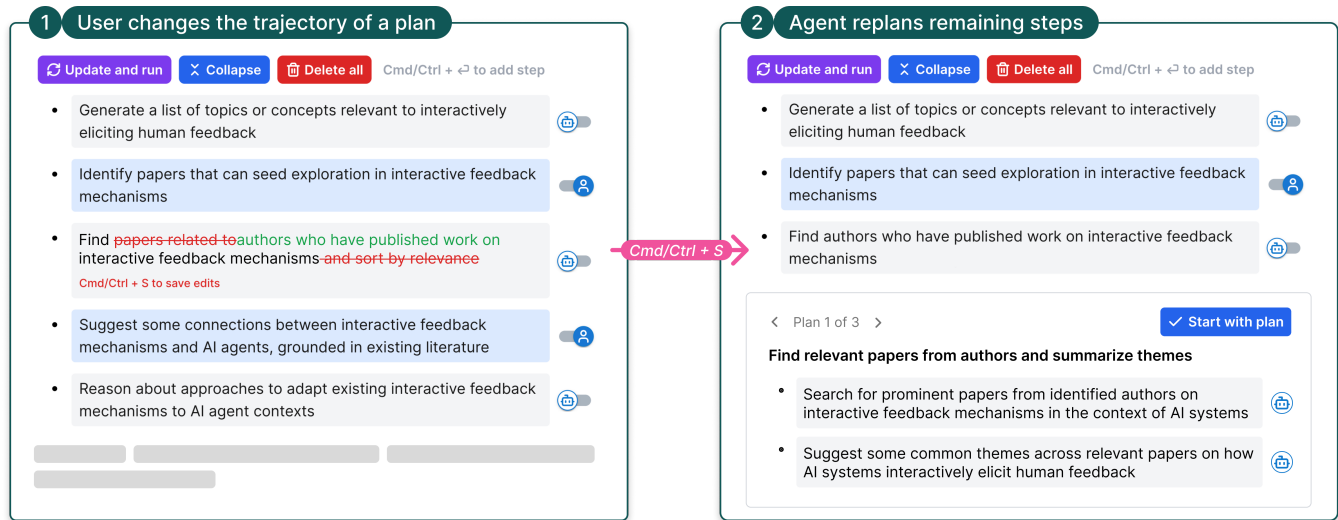 1 User changes the trajectory of a plan
Update and run Collapse Delete all Cmd/Ctrl + ↵ to add step
• Generate a list of topics or concepts relevant to interactively
eliciting human feedback
• Identify papers that can seed exploration in interactive feedback
mechanisms
• Find papers related toauthors who have published work on
interactive feedback mechanisms and sort by relevance
Cmd/Ctrl + S to save edits
• Suggest some connections between interactive feedback
mechanisms and AI agents, grounded in existing literature
• Reason about approaches to adapt existing interactive feedback
mechanisms to AI agent contexts
Cmd/Ctrl + S
2 Agent replans remaining steps
Update and run Collapse Delete all Cmd/Ctrl + ↵ to add step
• Generate a list of topics or concepts relevant to interactively
eliciting human feedback
• Identify papers that can seed exploration in interactive feedback
mechanisms
• Find authors who have published work on interactive feedback
mechanisms
< Plan 1 of 3 >
Start with plan
Find relevant papers from authors and summarize themes
• Search for prominent papers from identified authors on
interactive feedback mechanisms in the context of AI systems
• Suggest some common themes across relevant papers on how
AI systems interactively elicit human feedback